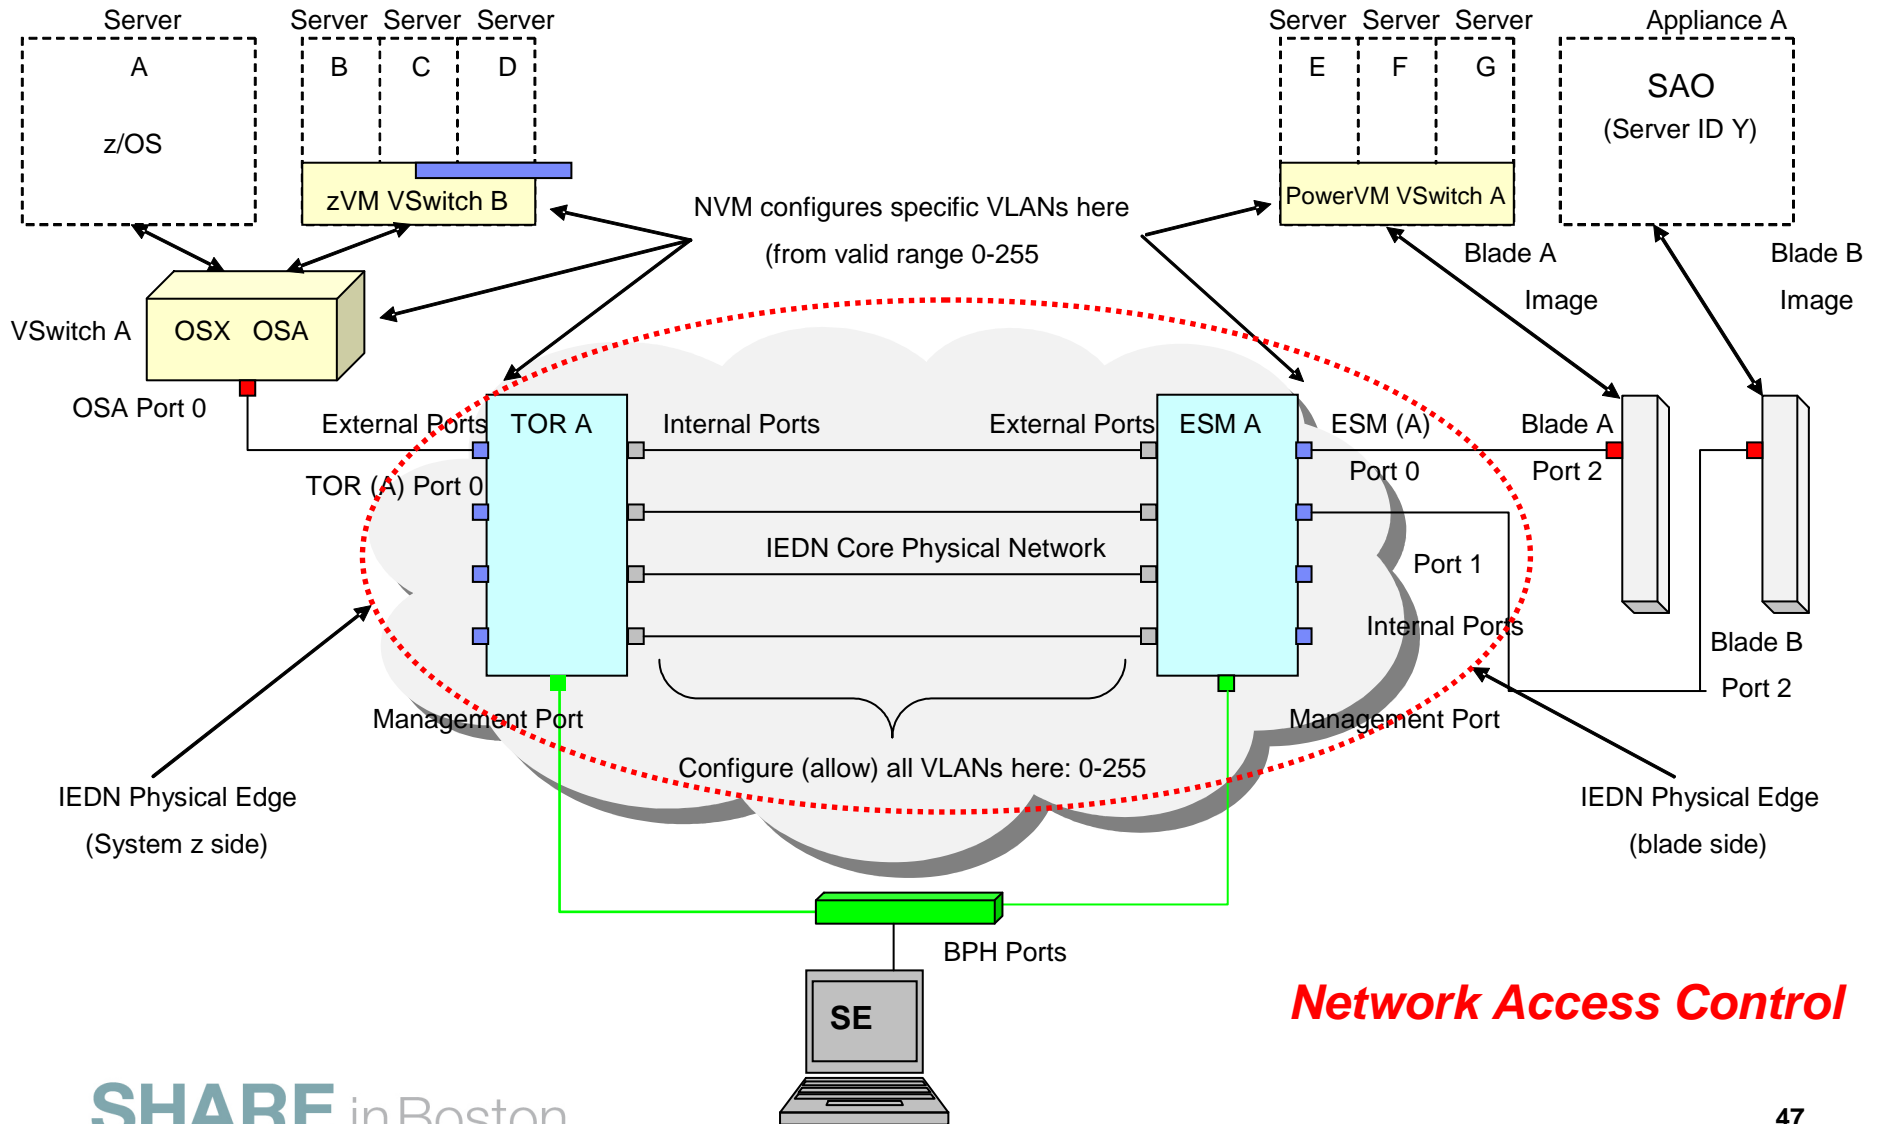 Server
Server Server Server
Server Server Server
Appliance A
A
B C D
E F G
SAO
(Server ID Y)
z/OS
zVM VSwitch B
PowerVM VSwitch A
NVM configures specific VLANs here
(from valid range 0-255
Blade A
Image
Blade B
Image
VSwitch A
OSX OSA
OSA Port 0
External Ports
TOR A
Internal Ports
External Ports
ESM A
ESM (A)
Port 0
Blade A
Port 2
TOR (A) Port 0
IEDN Core Physical Network
Port 1
Internal Ports
Blade B
Port 2
Management Port
Management Port
Configure (allow) all VLANs here: 0-255
IEDN Physical Edge
(System z side)
IEDN Physical Edge
(blade side)
BPH Ports
SE
Network Access Control
SHARE in Boston
47